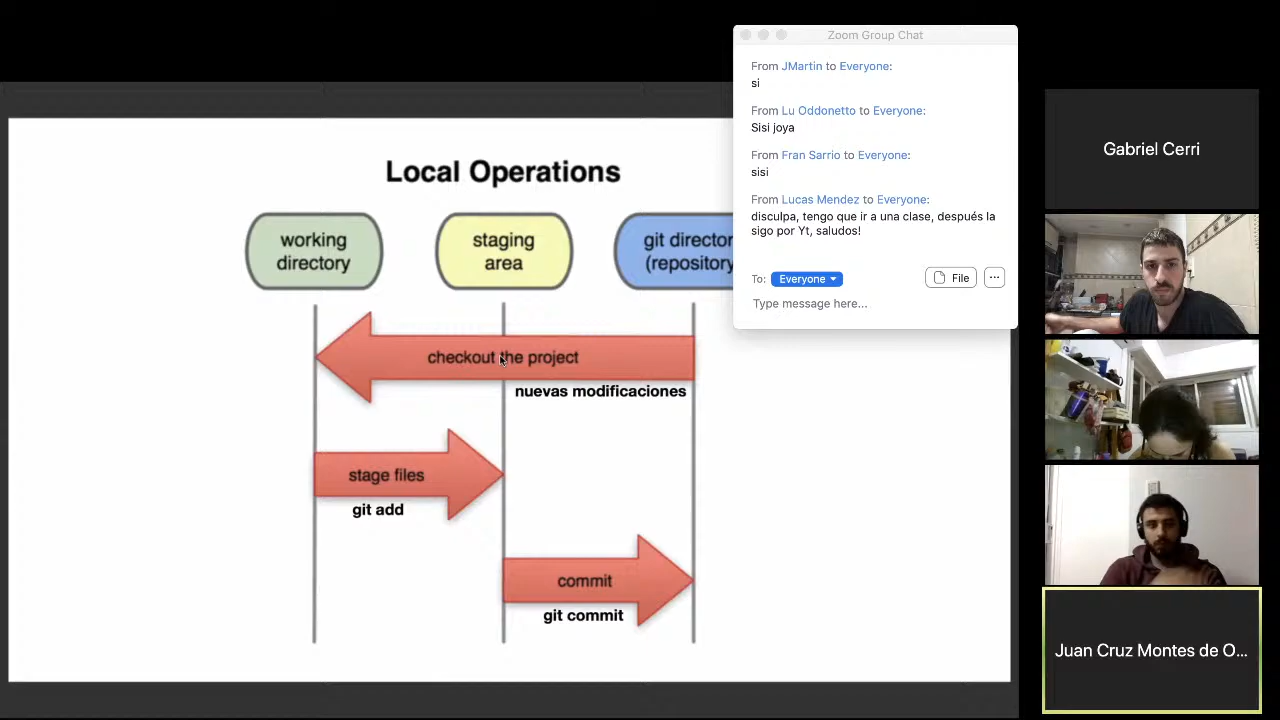 Zoom Group Chat
From JMartin to Everyone:
si
From Lu Oddonetto to Everyone:
Sisi joya
From Fran Sarrio to Everyone:
sisi
From Lucas Mendez to Everyone:
disculpa, tengo que ir a una clase, después la
sigo por Yt, saludos!
To: Everyone
File
Type message here...
Local Operations
working
directory
staging
area
git director
(repository
checkout the project
nuevas modificaciones
stage files
git add
commit
git commit
Gabriel Cerri
Juan Cruz Montes de O...